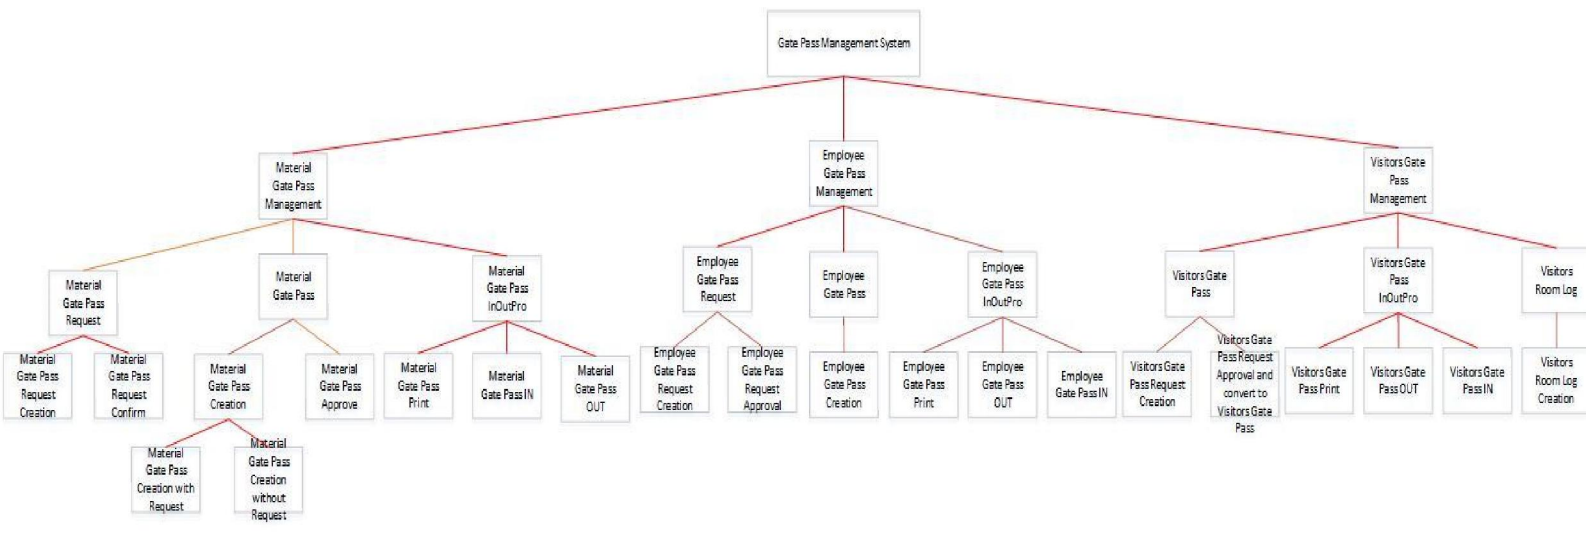 Gate Pass Management System
Material
Gate Pass
Management
Employee
Gate Pass
Management
Visitors Gate
Pass
Management
Material
Gate Pass
Request
Material
Gate Pass
Material
Gate Pass
InOutPro
Employee
Gate Pass
Request
Employee
Gate Pass
Employee
Gate Pass
InOutPro
Visitors Gate
Pass
Visitors Gate
Pass
InOutPro
Visitors
Room Log
Material
Gate Pass
Request
Creation
Material
Gate Pass
Request
Confirm
Material
Gate Pass
Creation
Material
Gate Pass
Approve
Material
Gate Pass
Print
Material
Gate Pass IN
Material
Gate Pass
OUT
Employee
Gate Pass
Request
Creation
Employee
Gate Pass
Request
Approval
Employee
Gate Pass
Creation
Employee
Gate Pass
Print
Employee
Gate Pass
OUT
Employee
Gate Pass IN
Visitors Gate
Pass Request
Creation
Visitors Gate
Pass Request
Approval and
convert to
Visitors Gate
Pass
Visitors Gate
Pass Print
Visitors Gate
Pass OUT
Visitors Gate
Pass IN
Visitors
Room Log
Creation
Material
Gate Pass
Creation with
Request
Material
Gate Pass
Creation
without
Request